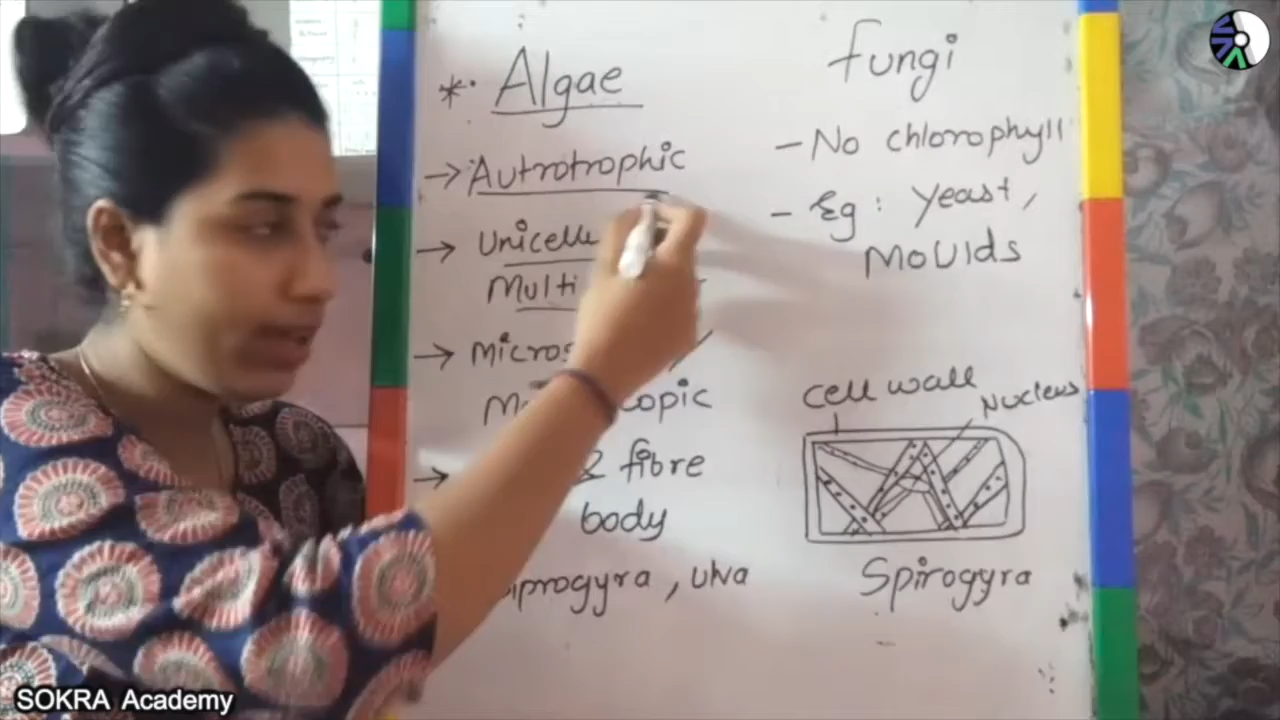 * Algae
→ Autrotrophic
→ Unicellu
Multi
→ Micros
copic
& fibre
body
iprogyra, ulva
Fungi
- No chlorophyll
- Eg: Yeast,
Moulds
cell wall
Nucleus
Spirogyra
SOKRA Academy